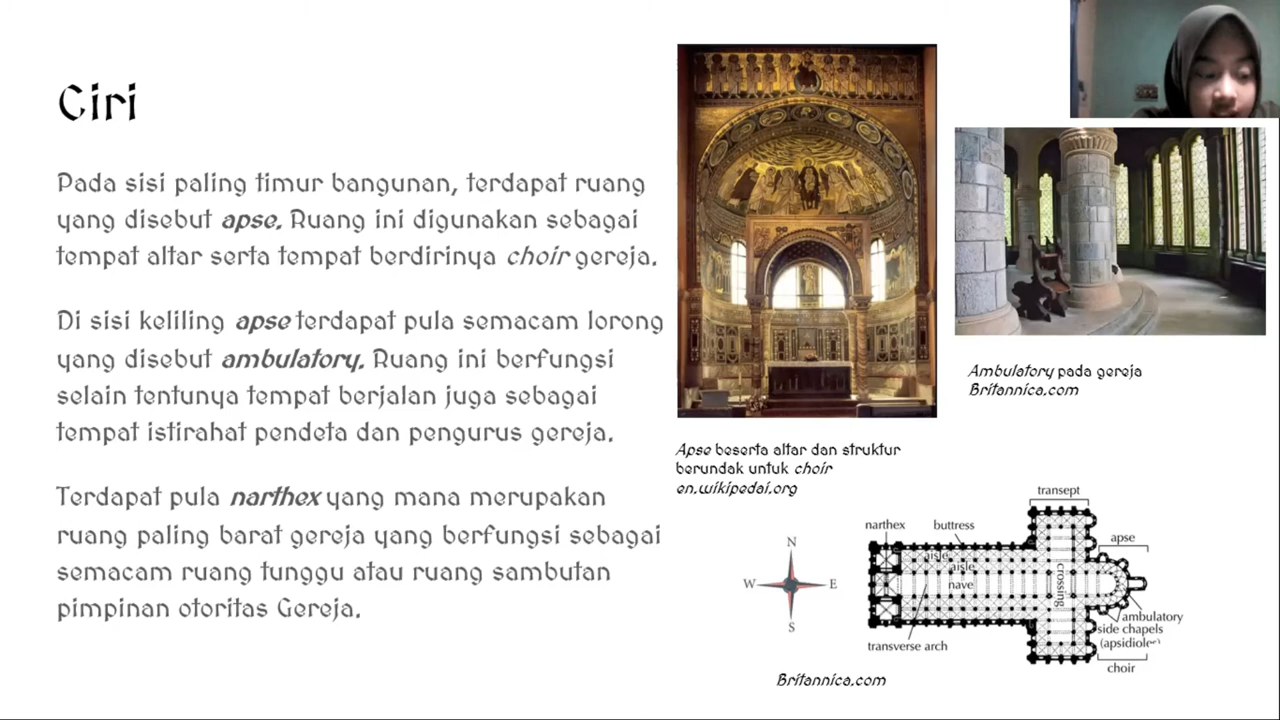 Ciri
Pada sisi paling timur bangunan, terdapat ruang
yang disebut apse. Ruang ini digunakan sebagai
tempat altar serta tempat berdirinya choir gereja.
Di sisi keliling apse terdapat pula semacam lorong
yang disebut ambulatory. Ruang ini berfungsi
selain tentunya tempat berjalan juga sebagai
tempat istirahat pendeta dan pengurus gereja.
Terdapat pula narthex yang mana merupakan
ruang paling barat gereja yang berfungsi sebagai
semacam ruang tunggu atau ruang sambutan
pimpinan otoritas Gereja.
Apse beserta altar dan struktur
berundak untuk choir
en.wikipedai.org
Ambulatory pada gereja
Britannica.com
N
W
E
S
transept
narthex
buttress
apse
aisle
aisle
nave
crossing
ambulatory
side chapels
(apsidioles)
transverse arch
choir
Britannica.com